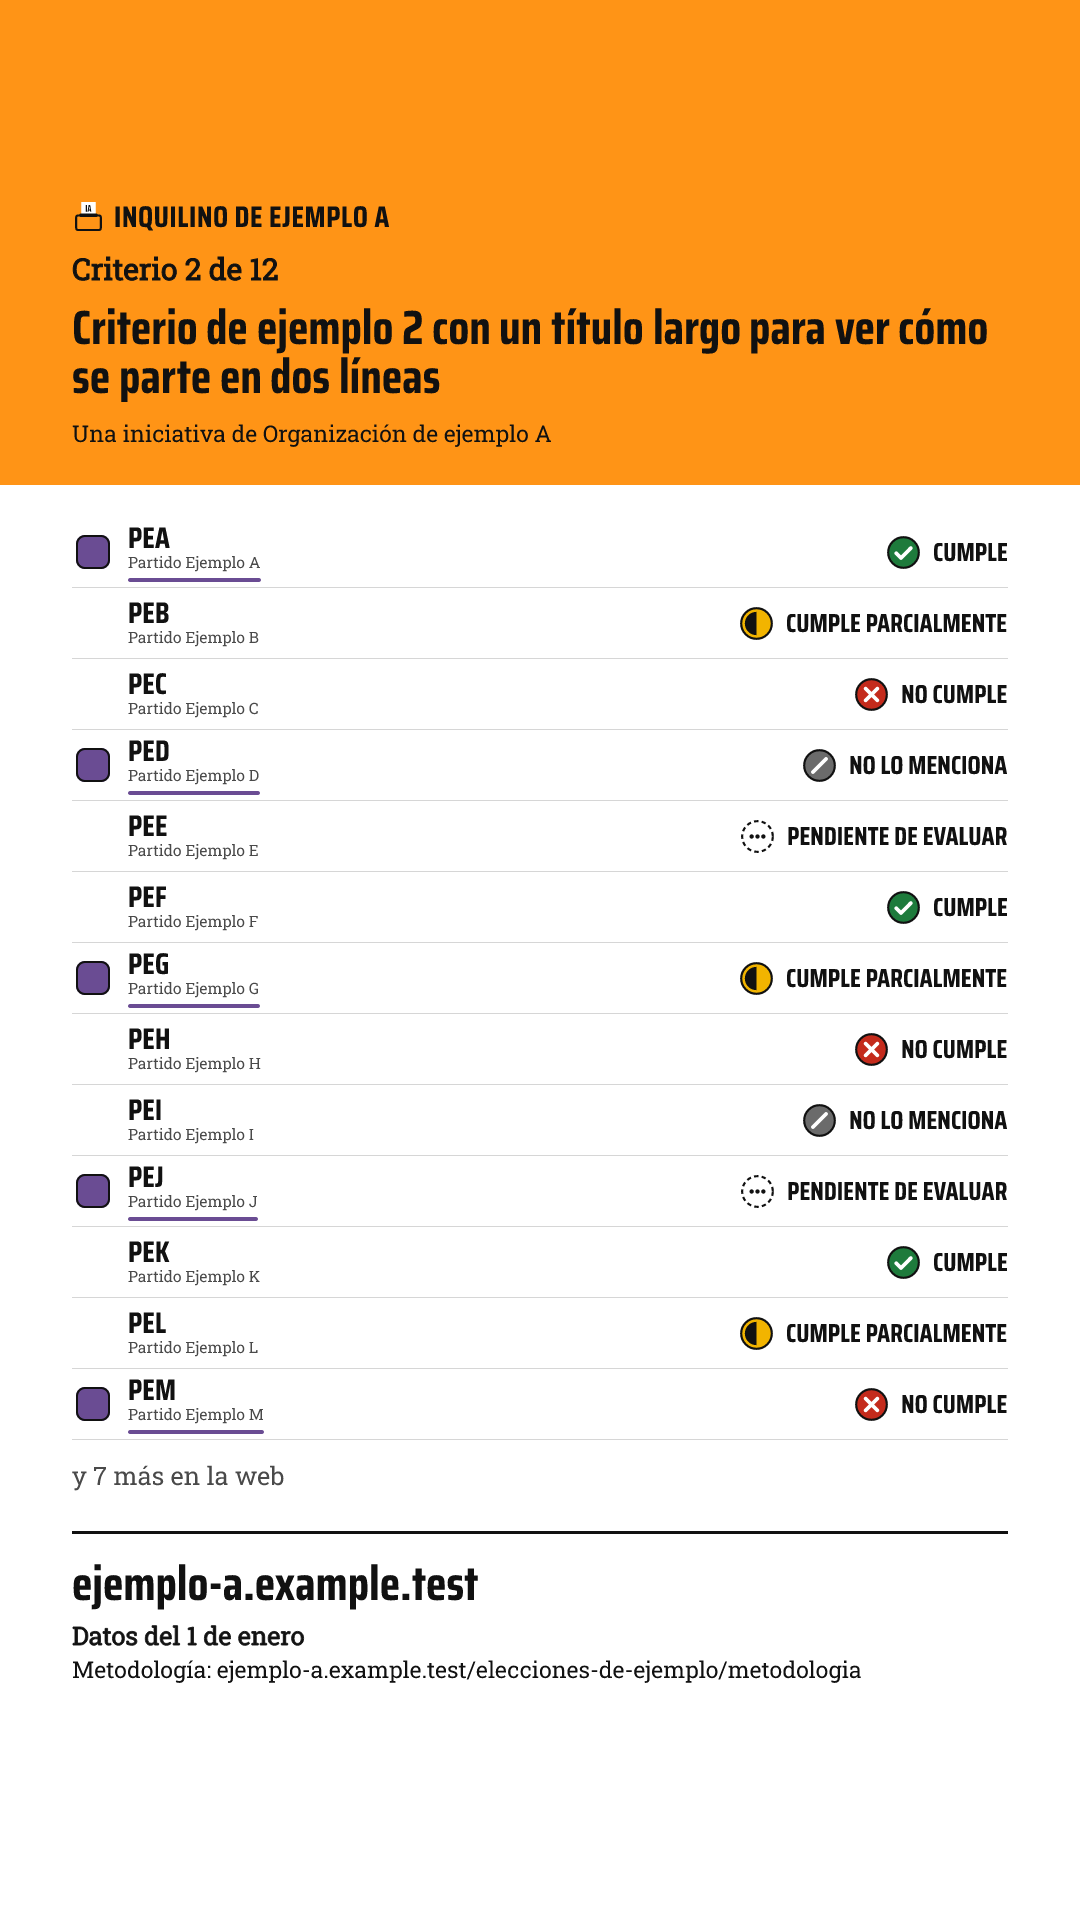 IA
INQUILINO DE EJEMPLO A
Criterio 2 de 12
Criterio de ejemplo 2 con un título largo para ver cómo
se parte en dos líneas
Una iniciativa de Organización de ejemplo A
PEA
Partido Ejemplo A
CUMPLE
PEB
Partido Ejemplo B
CUMPLE PARCIALMENTE
PEC
Partido Ejemplo C
NO CUMPLE
PED
Partido Ejemplo D
NO LO MENCIONA
PEE
Partido Ejemplo E
PENDIENTE DE EVALUAR
PEF
Partido Ejemplo F
CUMPLE
PEG
Partido Ejemplo G
CUMPLE PARCIALMENTE
PEH
Partido Ejemplo H
NO CUMPLE
PEI
Partido Ejemplo I
NO LO MENCIONA
PEJ
Partido Ejemplo J
PENDIENTE DE EVALUAR
PEK
Partido Ejemplo K
CUMPLE
PEL
Partido Ejemplo L
CUMPLE PARCIALMENTE
PEM
Partido Ejemplo M
NO CUMPLE
y 7 más en la web
ejemplo-a.example.test
Datos del 1 de enero
Metodología: ejemplo-a.example.test/elecciones-de-ejemplo/metodologia